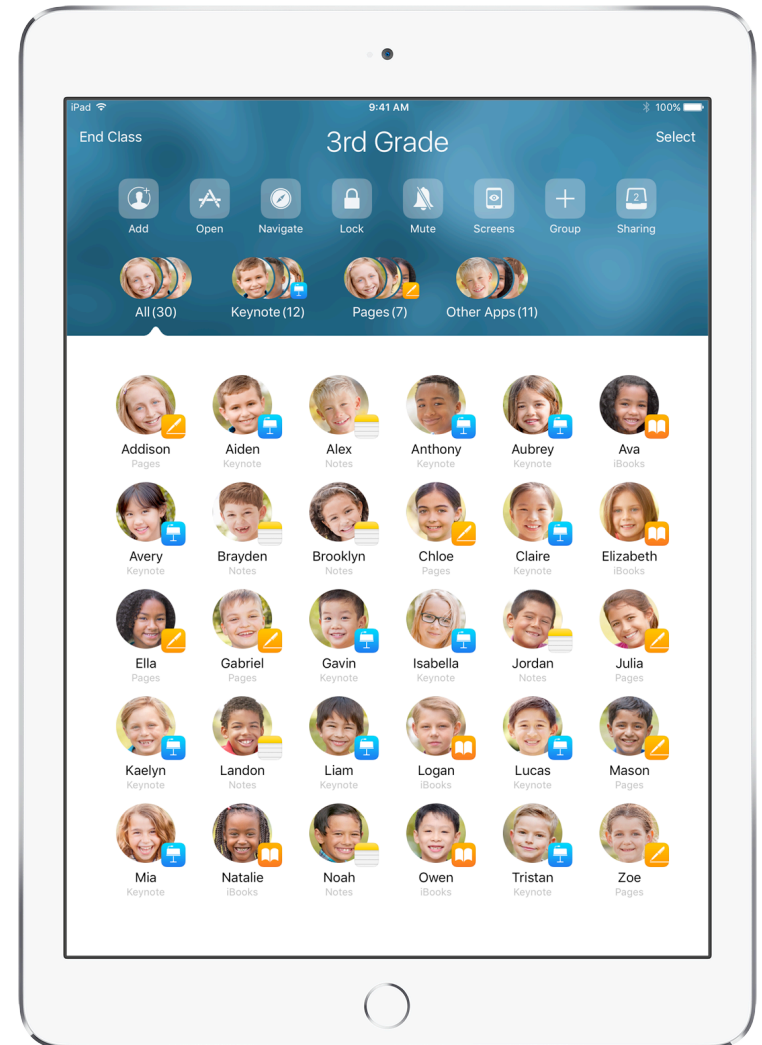 iPad 9:41 AM 100%
End Class 3rd Grade Select
Add Open Navigate Lock Mute Screens Group 2 Sharing
All (30) Keynote (12) Pages (7) Other Apps (11)
Addison Aiden Alex Anthony Aubrey Ava
Pages Keynote Notes Keynote Keynote iBooks
Avery Brayden Brooklyn Chloe Claire Elizabeth
Keynote Notes Notes Pages Keynote iBooks
Ella Gabriel Gavin Isabella Jordan Julia
Pages Pages Keynote Keynote Notes Pages
Kaelyn Landon Liam Logan Lucas Mason
Keynote Notes Keynote iBooks Keynote Pages
Mia Natalie Noah Owen Tristan Zoe
Keynote iBooks Notes iBooks Keynote Pages